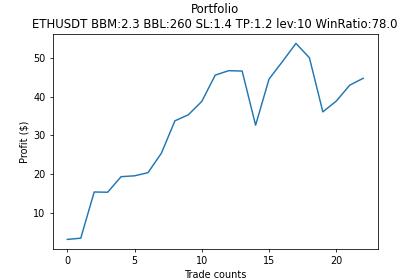 Portfolio
ETHUSDT BBM:2.3 BBL:260 SL:1.4 TP:1.2 lev:10 WinRatio:78.0
50
40
30
20
10
Profit ($)
0 5 10 15 20
Trade counts